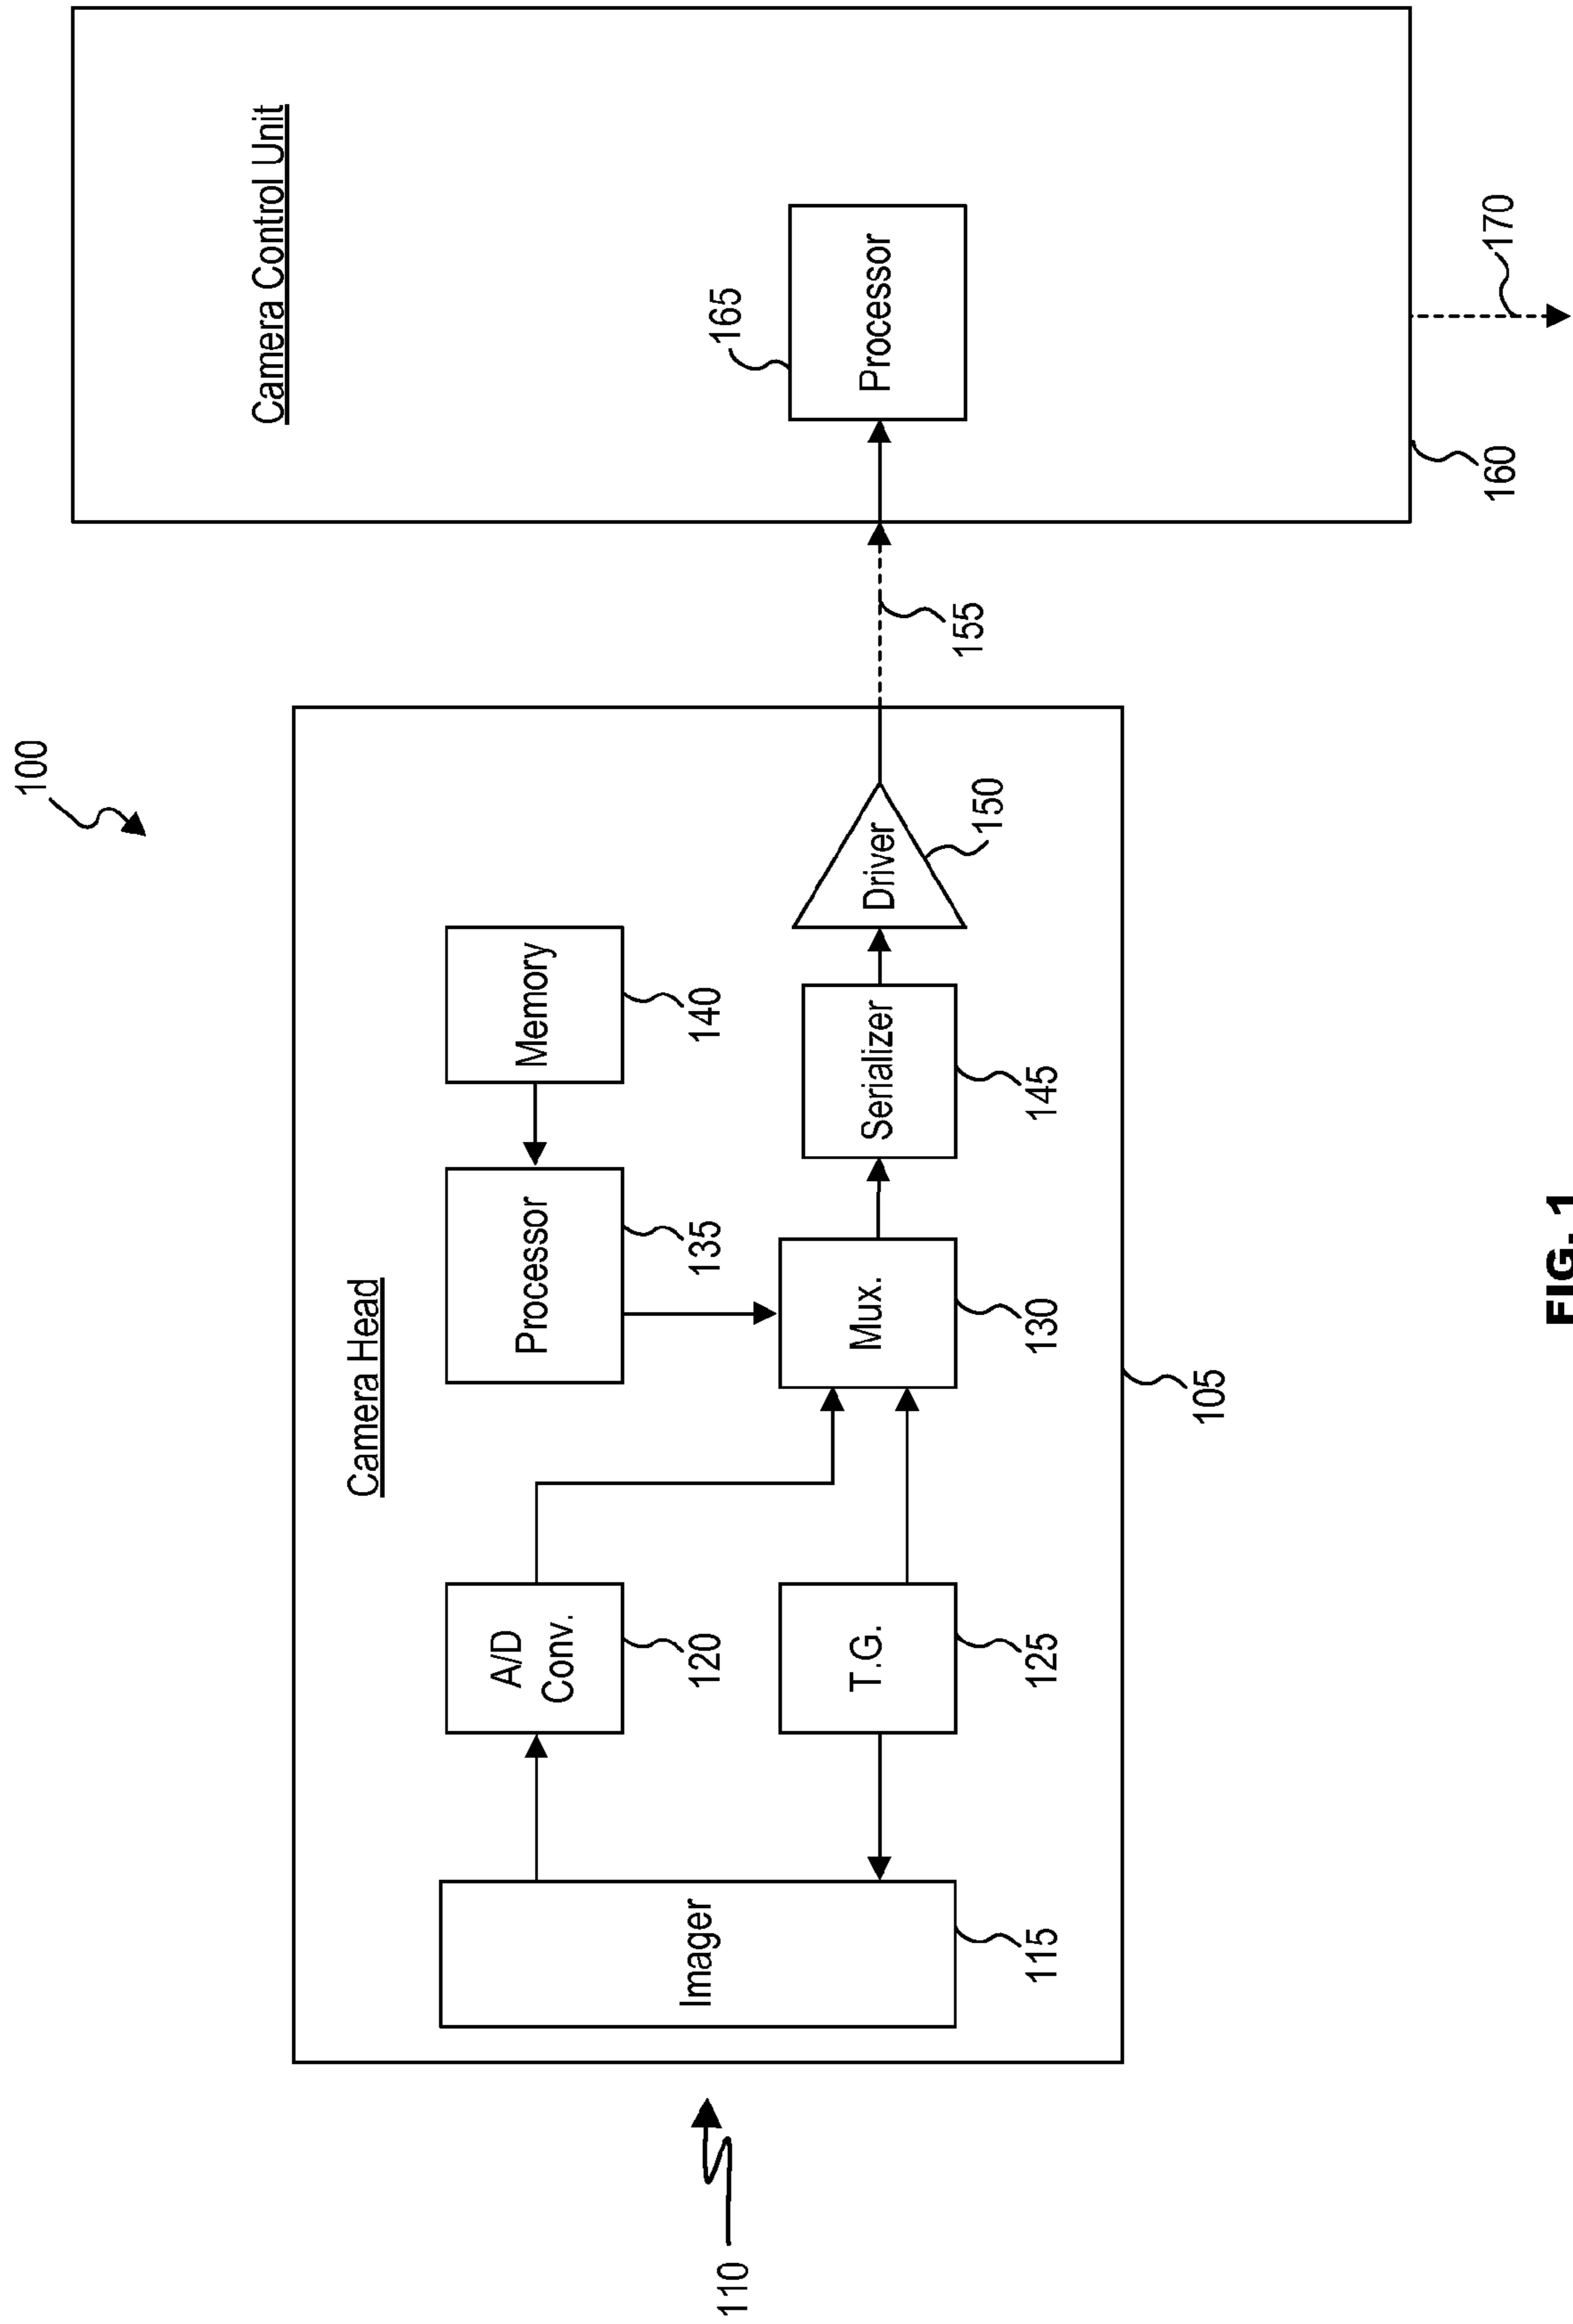 100
Camera Head
Camera Control Unit
110
Imager
115
A/D
Conv.
120
T.G.
125
Processor
135
Memory
140
Mux.
130
Serializer
145
Driver
150
155
Processor
165
105
160
170
FIG. 1